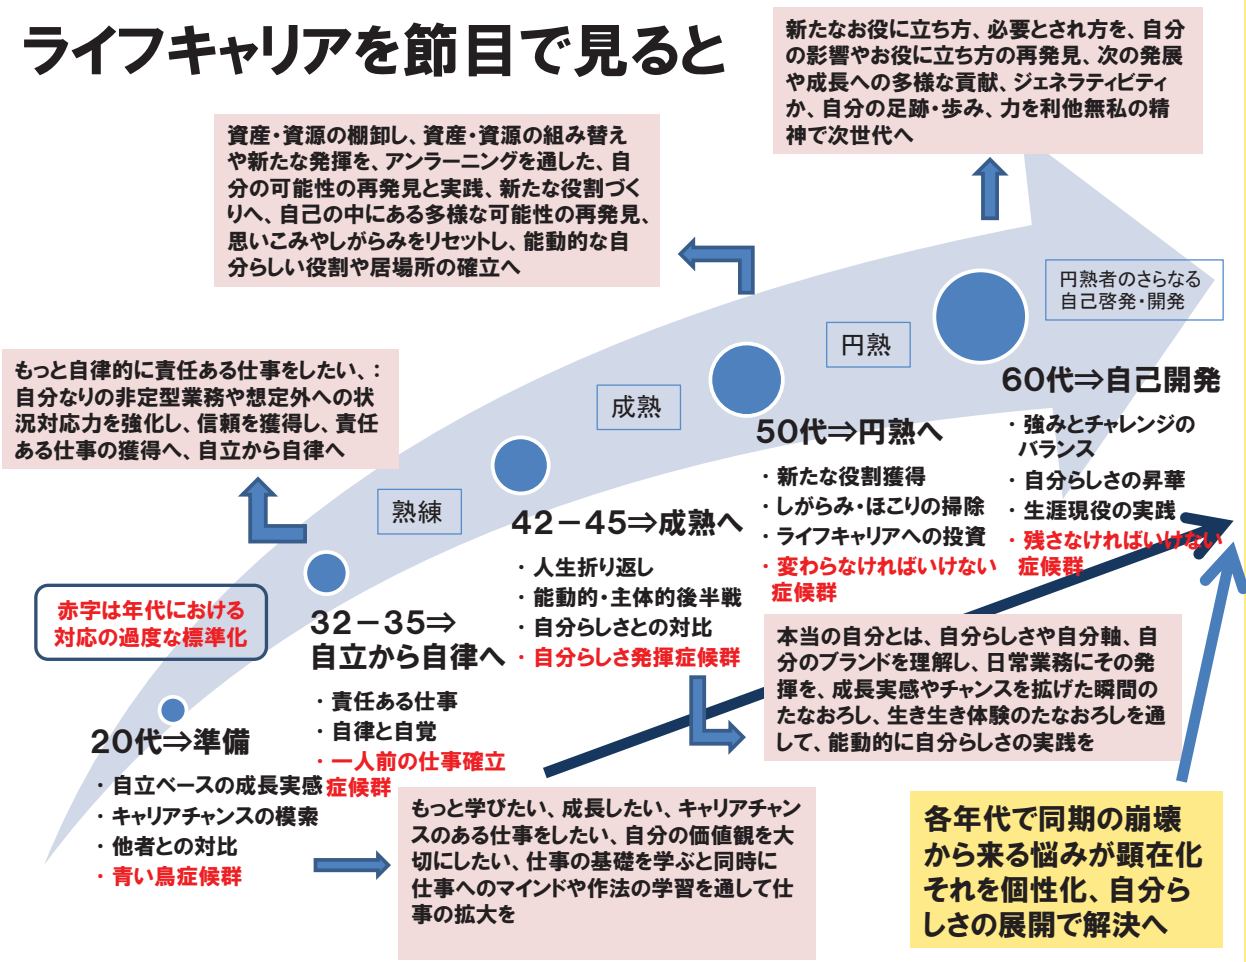 ライフキャリアを節目で見ると
新たなお役に立ち方、必要とされ方を、自分
の影響やお役に立ち方の再発見、次の発展
や成長への多様な貢献、ジェネラティビティ
か、自分の足跡・歩み、力を利他無私の精
神で次世代へ
資産・資源の棚卸し、資産・資源の組み替え
や新たな発揮を、アンラーニングを通した、自
分の可能性の再発見と実践、新たな役割づく
りへ、自己の中にある多様な可能性の再発見、
思いこみやしがらみをリセットし、能動的な自
分らしい役割や居場所の確立へ
円熟者のさらなる
自己啓発・開発
円熟
成熟
熟練
もっと自律的に責任ある仕事をしたい、:
自分なりの非定型業務や想定外への状
況対応力を強化し、信頼を獲得し、責任
ある仕事の獲得へ、自立から自律へ
60代⇒自己開発
・強みとチャレンジの
バランス
・自分らしさの昇華
・生涯現役の実践
・残さなければいけない
症候群
50代⇒円熟へ
・新たな役割獲得
・しがらみ・ほこりの掃除
・ライフキャリアへの投資
・変わらなければいけない
症候群
42－45⇒成熟へ
・人生折り返し
・能動的・主体的後半戦
・自分らしさとの対比
・自分らしさ発揮症候群
赤字は年代における
対応の過度な標準化
32－35⇒
自立から自律へ
・責任ある仕事
・自律と自覚
・一人前の仕事確立
症候群
20代⇒準備
・自立ベースの成長実感
・キャリアチャンスの模索
・他者との対比
・青い鳥症候群
本当の自分とは、自分らしさや自分軸、自
分のブランドを理解し、日常業務にその発
揮を、成長実感やチャンスを拡げた瞬間の
たなおろし、生き生き体験のたなおろしを通
して、能動的に自分らしさの実践を
もっと学びたい、成長したい、キャリアチャン
スのある仕事をしたい、自分の価値観を大
切にしたい、仕事の基礎を学ぶと同時に
仕事へのマインドや作法の学習を通して仕
事の拡大を
各年代で同期の崩壊
から来る悩みが顕在化
それを個性化、自分ら
しさの展開で解決へ